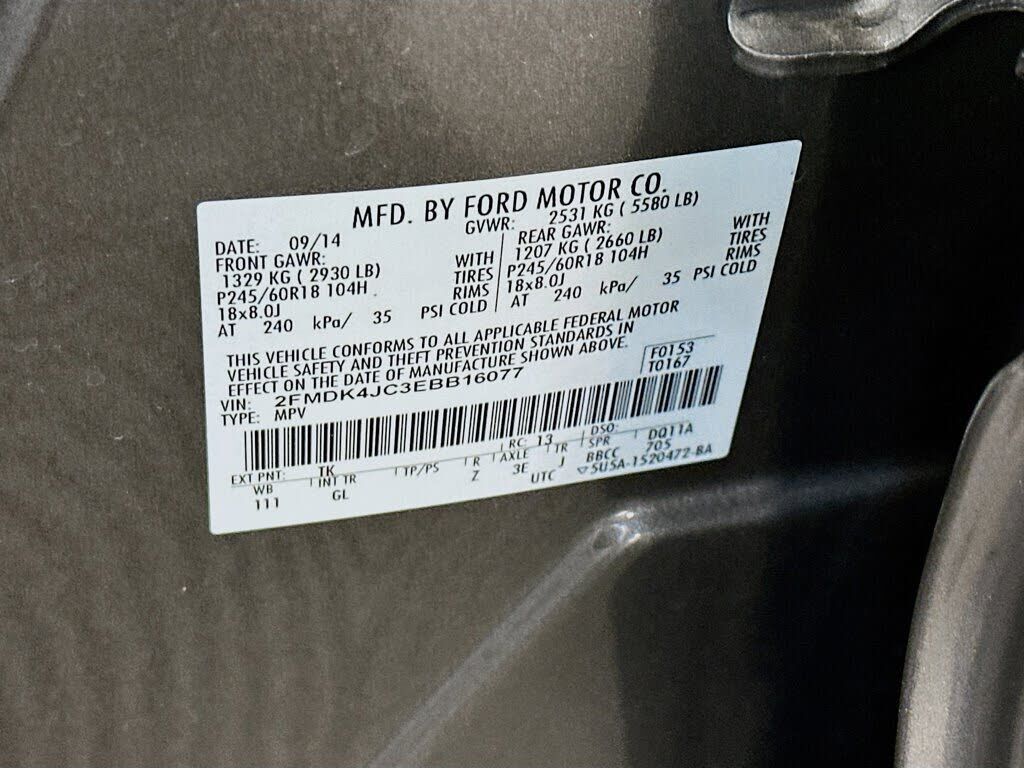 MFD. BY FORD MOTOR CO.
DATE: 09/14
GVWR: 2531 KG ( 5580 LB)
FRONT GAWR:
1329 KG ( 2930 LB) WITH
P245/60R18 104H TIRES
18x8.0J RIMS
AT 240 kPa/ 35 PSI COLD
REAR GAWR:
1207 KG ( 2660 LB) WITH
P245/60R18 104H TIRES
18x8.0J RIMS
AT 240 kPa/ 35 PSI COLD
THIS VEHICLE CONFORMS TO ALL APPLICABLE FEDERAL MOTOR
VEHICLE SAFETY AND THEFT PREVENTION STANDARDS IN
EFFECT ON THE DATE OF MANUFACTURE SHOWN ABOVE.
F0153
T0167
VIN: 2FMDK4JC3EBB16077
TYPE: MPV
EXT PNT: TK RC: 13 DSO: DQ11A
WB INT TR TP/PS R AXLE TR SPR 705
111 GL Z 3E J BBCC
UTC 5U5A-1520472-BA